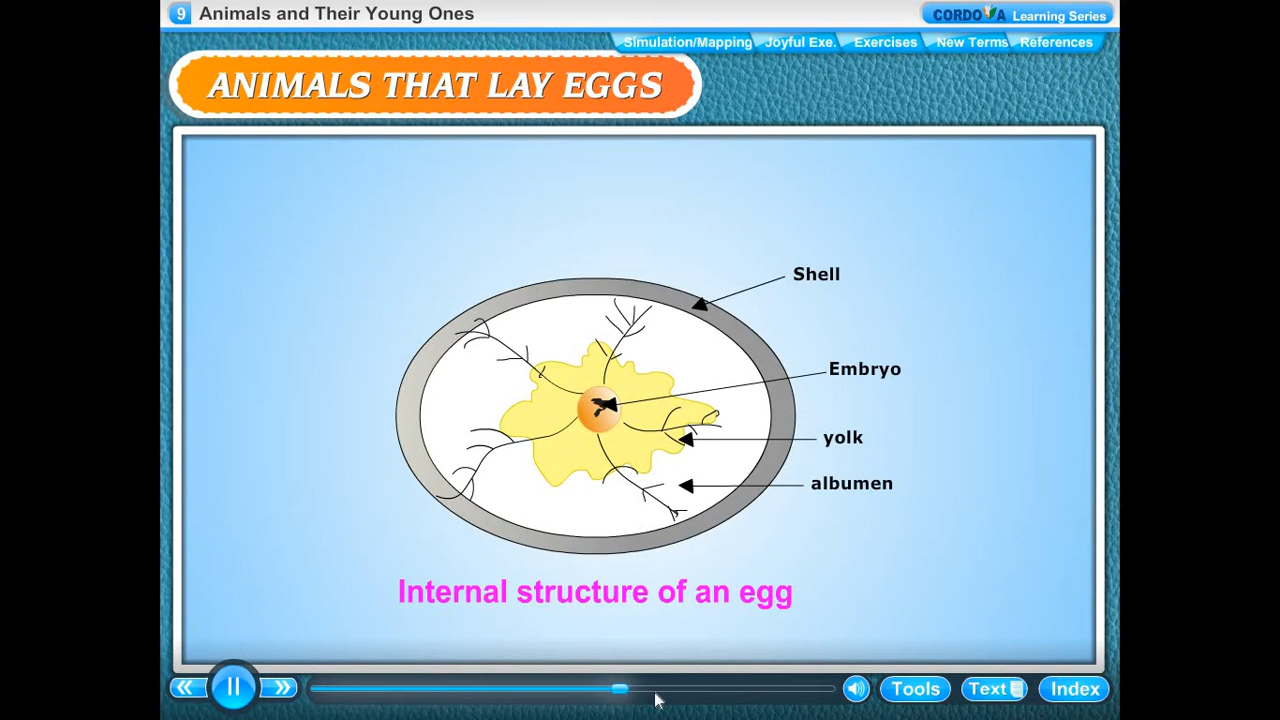 9 Animals and Their Young Ones
CORDOVA Learning Series
Simulation/Mapping Joyful Exe. Exercises New Terms References
ANIMALS THAT LAY EGGS
Shell
Embryo
yolk
albumen
Internal structure of an egg
Tools Text Index